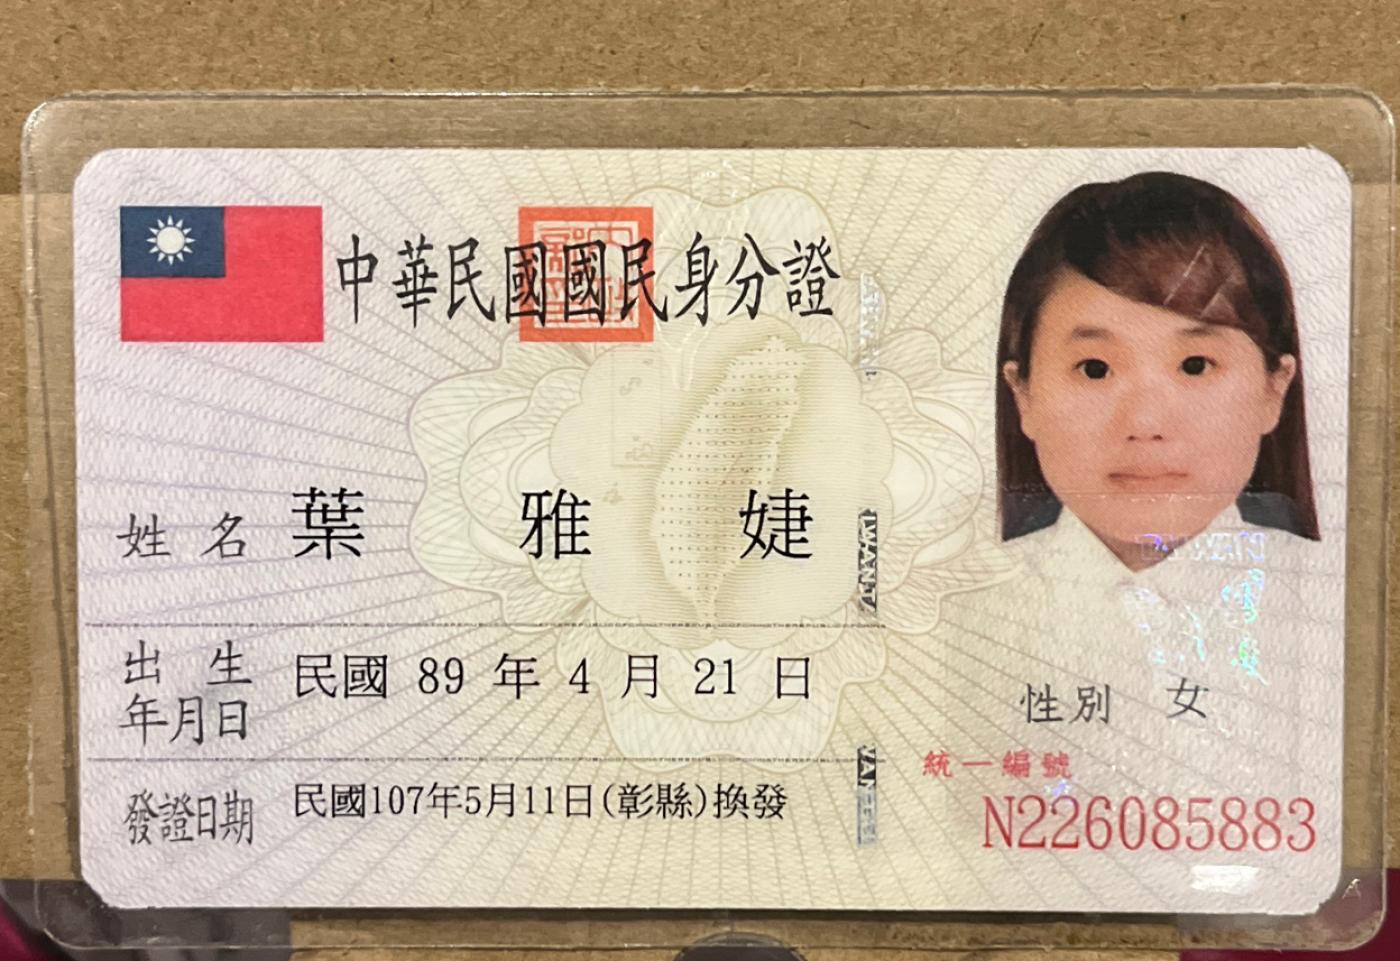 中華民國國民身分證
姓名 葉雅婕
出生年月日 民國 89 年 4 月 21 日
性別 女
發證日期 民國107年5月11日(彰縣)換發
統一編號
N226085883